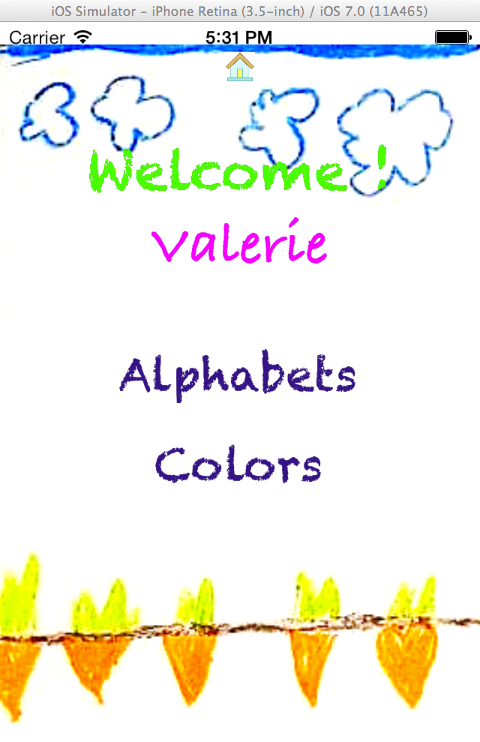 iOS Simulator - iPhone Retina (3.5-inch) / iOS 7.0 (11A465)
Carrier 5:31 PM
Welcome !
Valerie
Alphabets
Colors